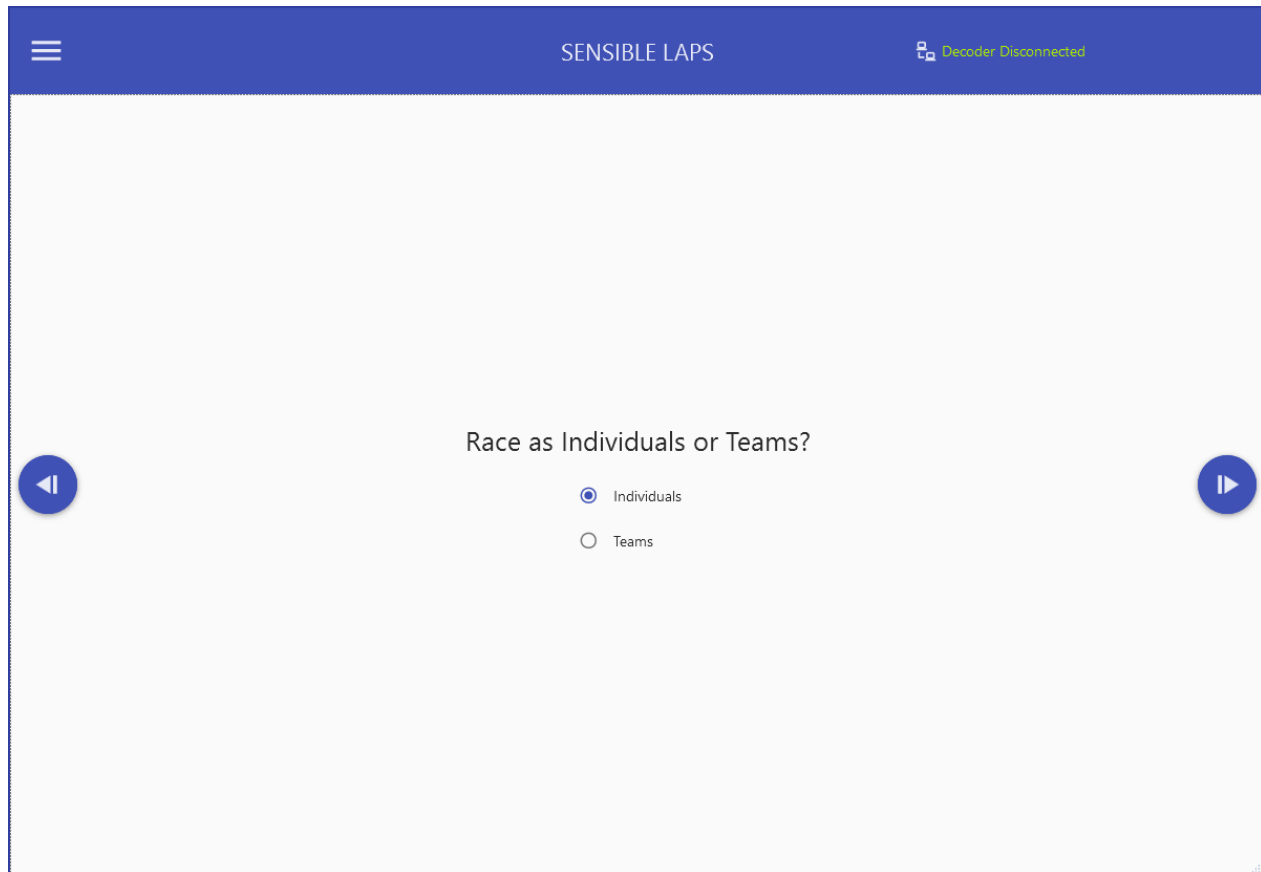 SENSIBLE LAPS
Decoder Disconnected
Race as Individuals or Teams?
Individuals
Teams